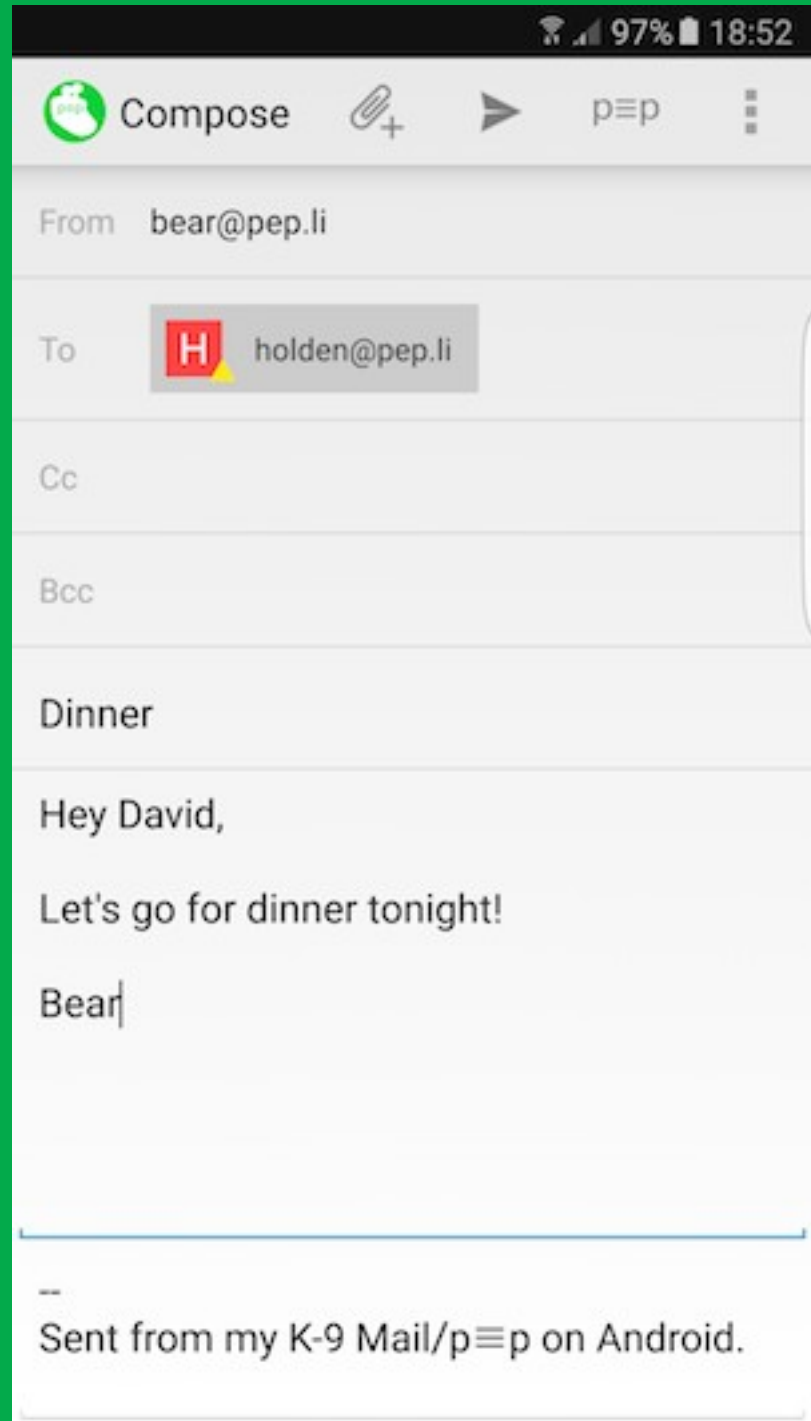 97% 18:52
pep Compose p≡p
From bear@pep.li
To H holden@pep.li
Cc
Bcc
Dinner
Hey David,
Let's go for dinner tonight!
Bear
--
Sent from my K-9 Mail/p≡p on Android.